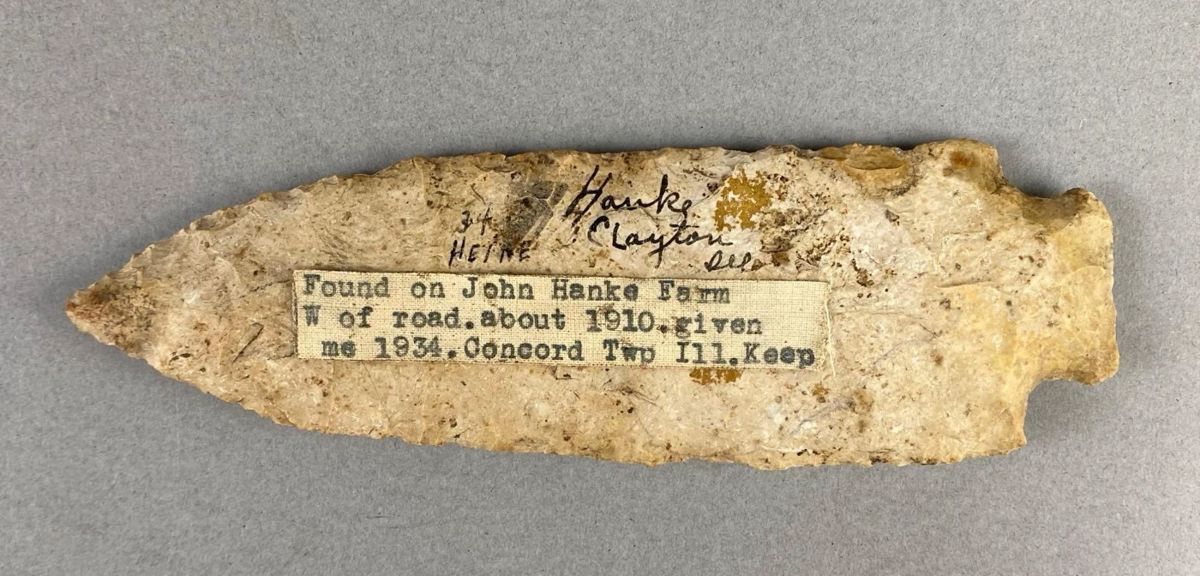 Hanke
34
Clayton
HEINE
Ill
Found on John Hanke Farm
W of road.about 1910.given
me 1934.Concord Twp Ill.Keep